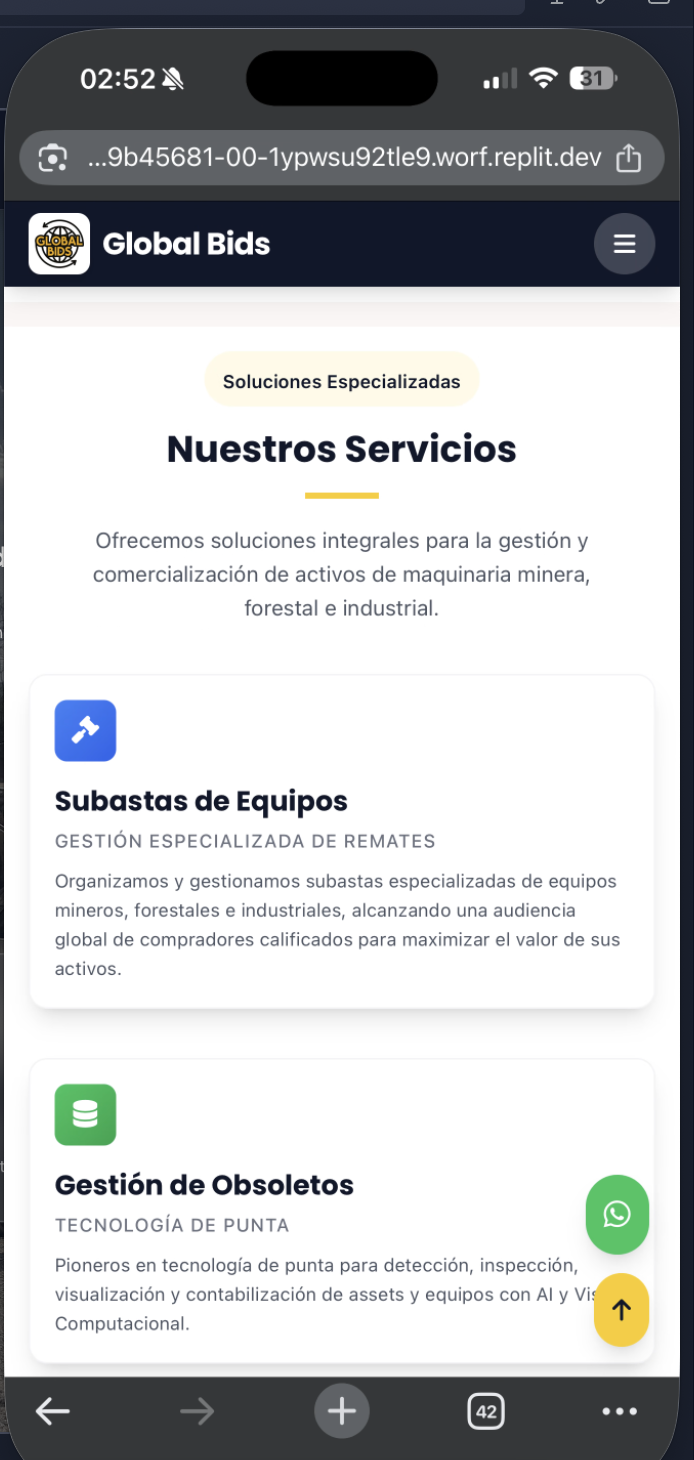 02:52
31
...9b45681-00-1ypwsu92tle9.worf.replit.dev
GLOBAL
BIDS
Global Bids
Soluciones Especializadas
Nuestros Servicios
Ofrecemos soluciones integrales para la gestión y
comercialización de activos de maquinaria minera,
forestal e industrial.
Subastas de Equipos
GESTIÓN ESPECIALIZADA DE REMATES
Organizamos y gestionamos subastas especializadas de equipos
mineros, forestales e industriales, alcanzando una audiencia
global de compradores calificados para maximizar el valor de sus
activos.
Gestión de Obsoletos
TECNOLOGÍA DE PUNTA
Pioneros en tecnología de punta para detección, inspección,
visualización y contabilización de assets y equipos con AI y
Computacional.
42